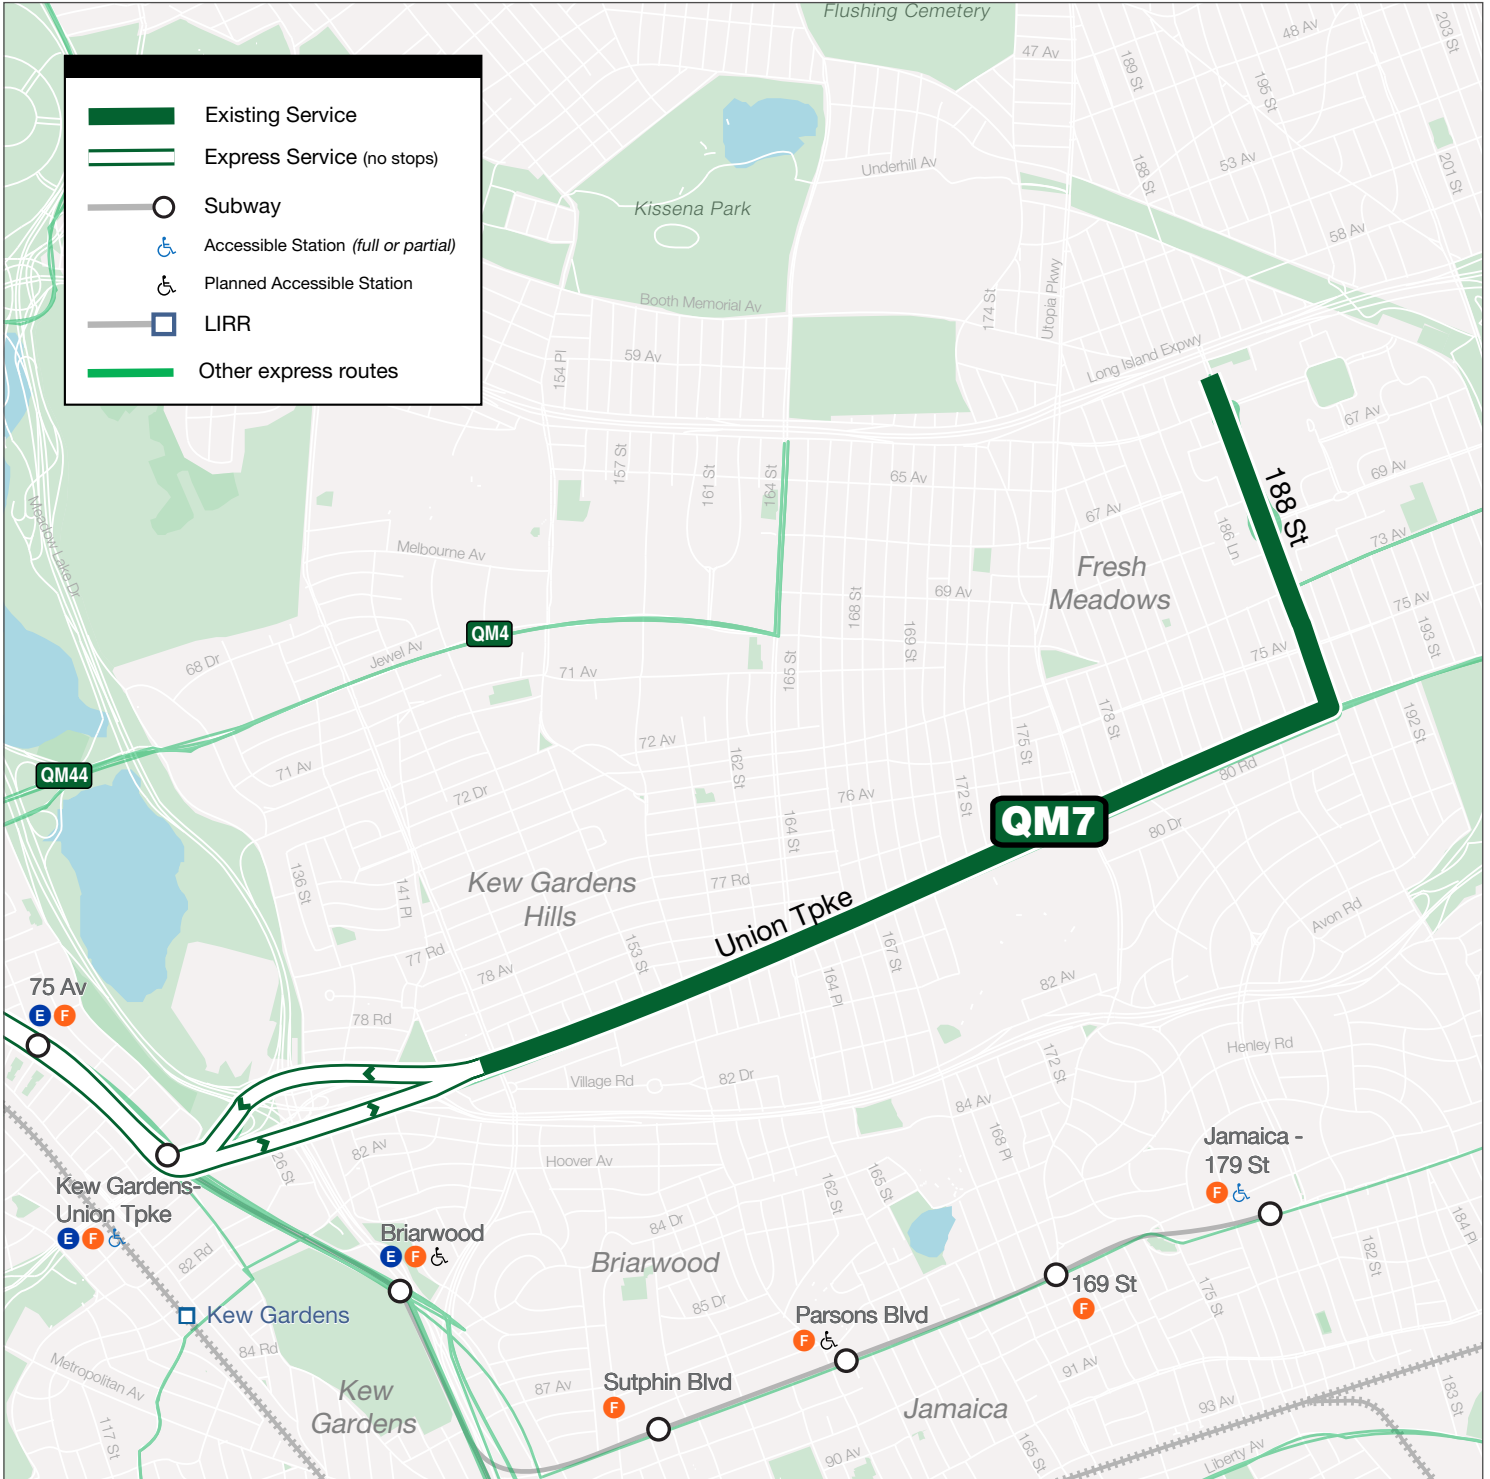 Flushing Cemetery
48 Av
203 St
47 Av
189 St
195 St
Existing Service
Express Service (no stops)
Subway
Accessible Station (full or partial)
Planned Accessible Station
LIRR
Other express routes
Underhill Av
188 St
53 Av
201 St
Kissena Park
58 Av
Booth Memorial Av
174 St
Utopia Pkwy
Long Island Expwy
59 Av
154 Pl
67 Av
157 St
161 St
164 St
65 Av
69 Av
188 St
67 Av
186 Ln
73 Av
Meadow Lake Dr
Melbourne Av
Fresh
Meadows
168 St
69 Av
75 Av
193 St
QM4
169 St
75 Av
Jewel Av
68 Dr
71 Av
165 St
178 St
192 St
72 Av
175 St
162 St
71 Av
QM44
72 Dr
76 Av
172 St
80 Rd
QM7
80 Dr
164 St
136 St
141 Pl
Kew Gardens
Hills
77 Rd
Union Tpke
Avon Rd
153 St
167 St
77 Rd
78 Av
164 Pl
82 Av
75 Av
E F
78 Rd
Henley Rd
172 St
Village Rd
82 Dr
84 Av
82 Av
Hoover Av
168 Pl
Jamaica -
179 St
F
26 St
165 St
162 St
Kew Gardens-
Union Tpke
E F
82 Rd
Briarwood
E F
84 Dr
Briarwood
184 Pl
182 St
169 St
F
175 St
Kew Gardens
85 Dr
Parsons Blvd
F
84 Rd
Metropolitan Av
Kew
Gardens
87 Av
Sutphin Blvd
F
91 Av
93 Av
183 St
Jamaica
117 St
90 Av
165 St
Liberty Av